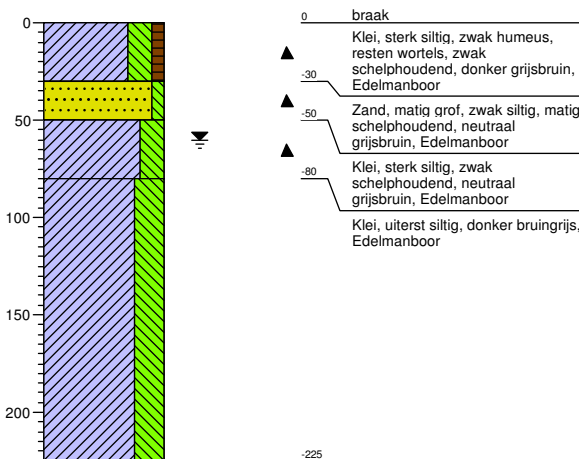 0
50
100
150
200
0
braak
Klei, sterk siltig, zwak humeus,
resten wortels, zwak
schelphoudend, donker grijsbruin,
Edelmanboor
-30
Zand, matig grof, zwak siltig, matig
schelphoudend, neutraal
grijsbruin, Edelmanboor
-50
Klei, sterk siltig, zwak
schelphoudend, neutraal
grijsbruin, Edelmanboor
-80
Klei, uiterst siltig, donker bruingrijs,
Edelmanboor
-225